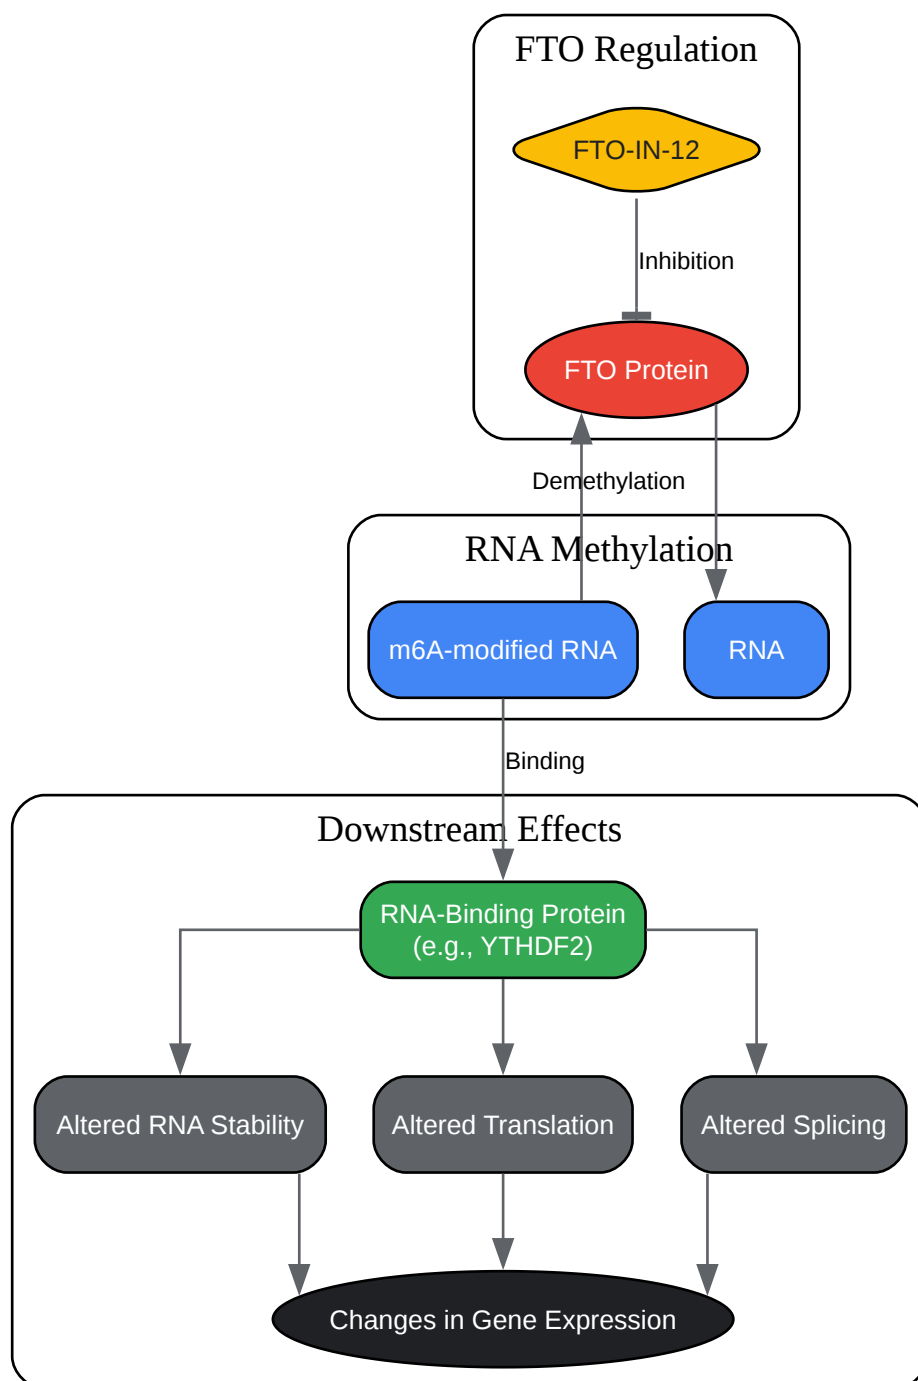 FTO Regulation
FTO-IN-12
Inhibition
FTO Protein
Demethylation
RNA Methylation
m6A-modified RNA
RNA
Binding
Downstream Effects
RNA-Binding Protein
(e.g., YTHDF2)
Altered RNA Stability
Altered Translation
Altered Splicing
Changes in Gene Expression